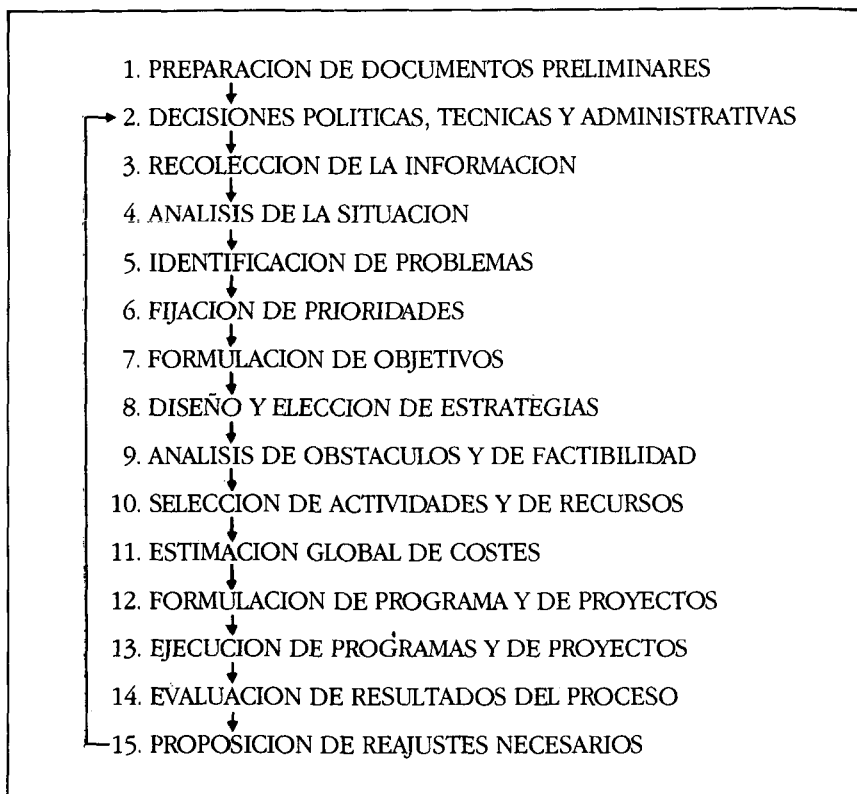 1. PREPARACION DE DOCUMENTOS PRELIMINARES
2. DECISIONES POLITICAS, TECNICAS Y ADMINISTRATIVAS
3. RECOLECCION DE LA INFORMACION
4. ANALISIS DE LA SITUACION
5. IDENTIFICACION DE PROBLEMAS
6. FIJACION DE PRIORIDADES
7. FORMULACION DE OBJETIVOS
8. DISEÑO Y ELECCION DE ESTRATEGIAS
9. ANALISIS DE OBSTACULOS Y DE FACTIBILIDAD
10. SELECCION DE ACTIVIDADES Y DE RECURSOS
11. ESTIMACION GLOBAL DE COSTES
12. FORMULACION DE PROGRAMA Y DE PROYECTOS
13. EJECUCION DE PROGRAMAS Y DE PROYECTOS
14. EVALUACION DE RESULTADOS DEL PROCESO
15. PROPOSICION DE REAJUSTES NECESARIOS